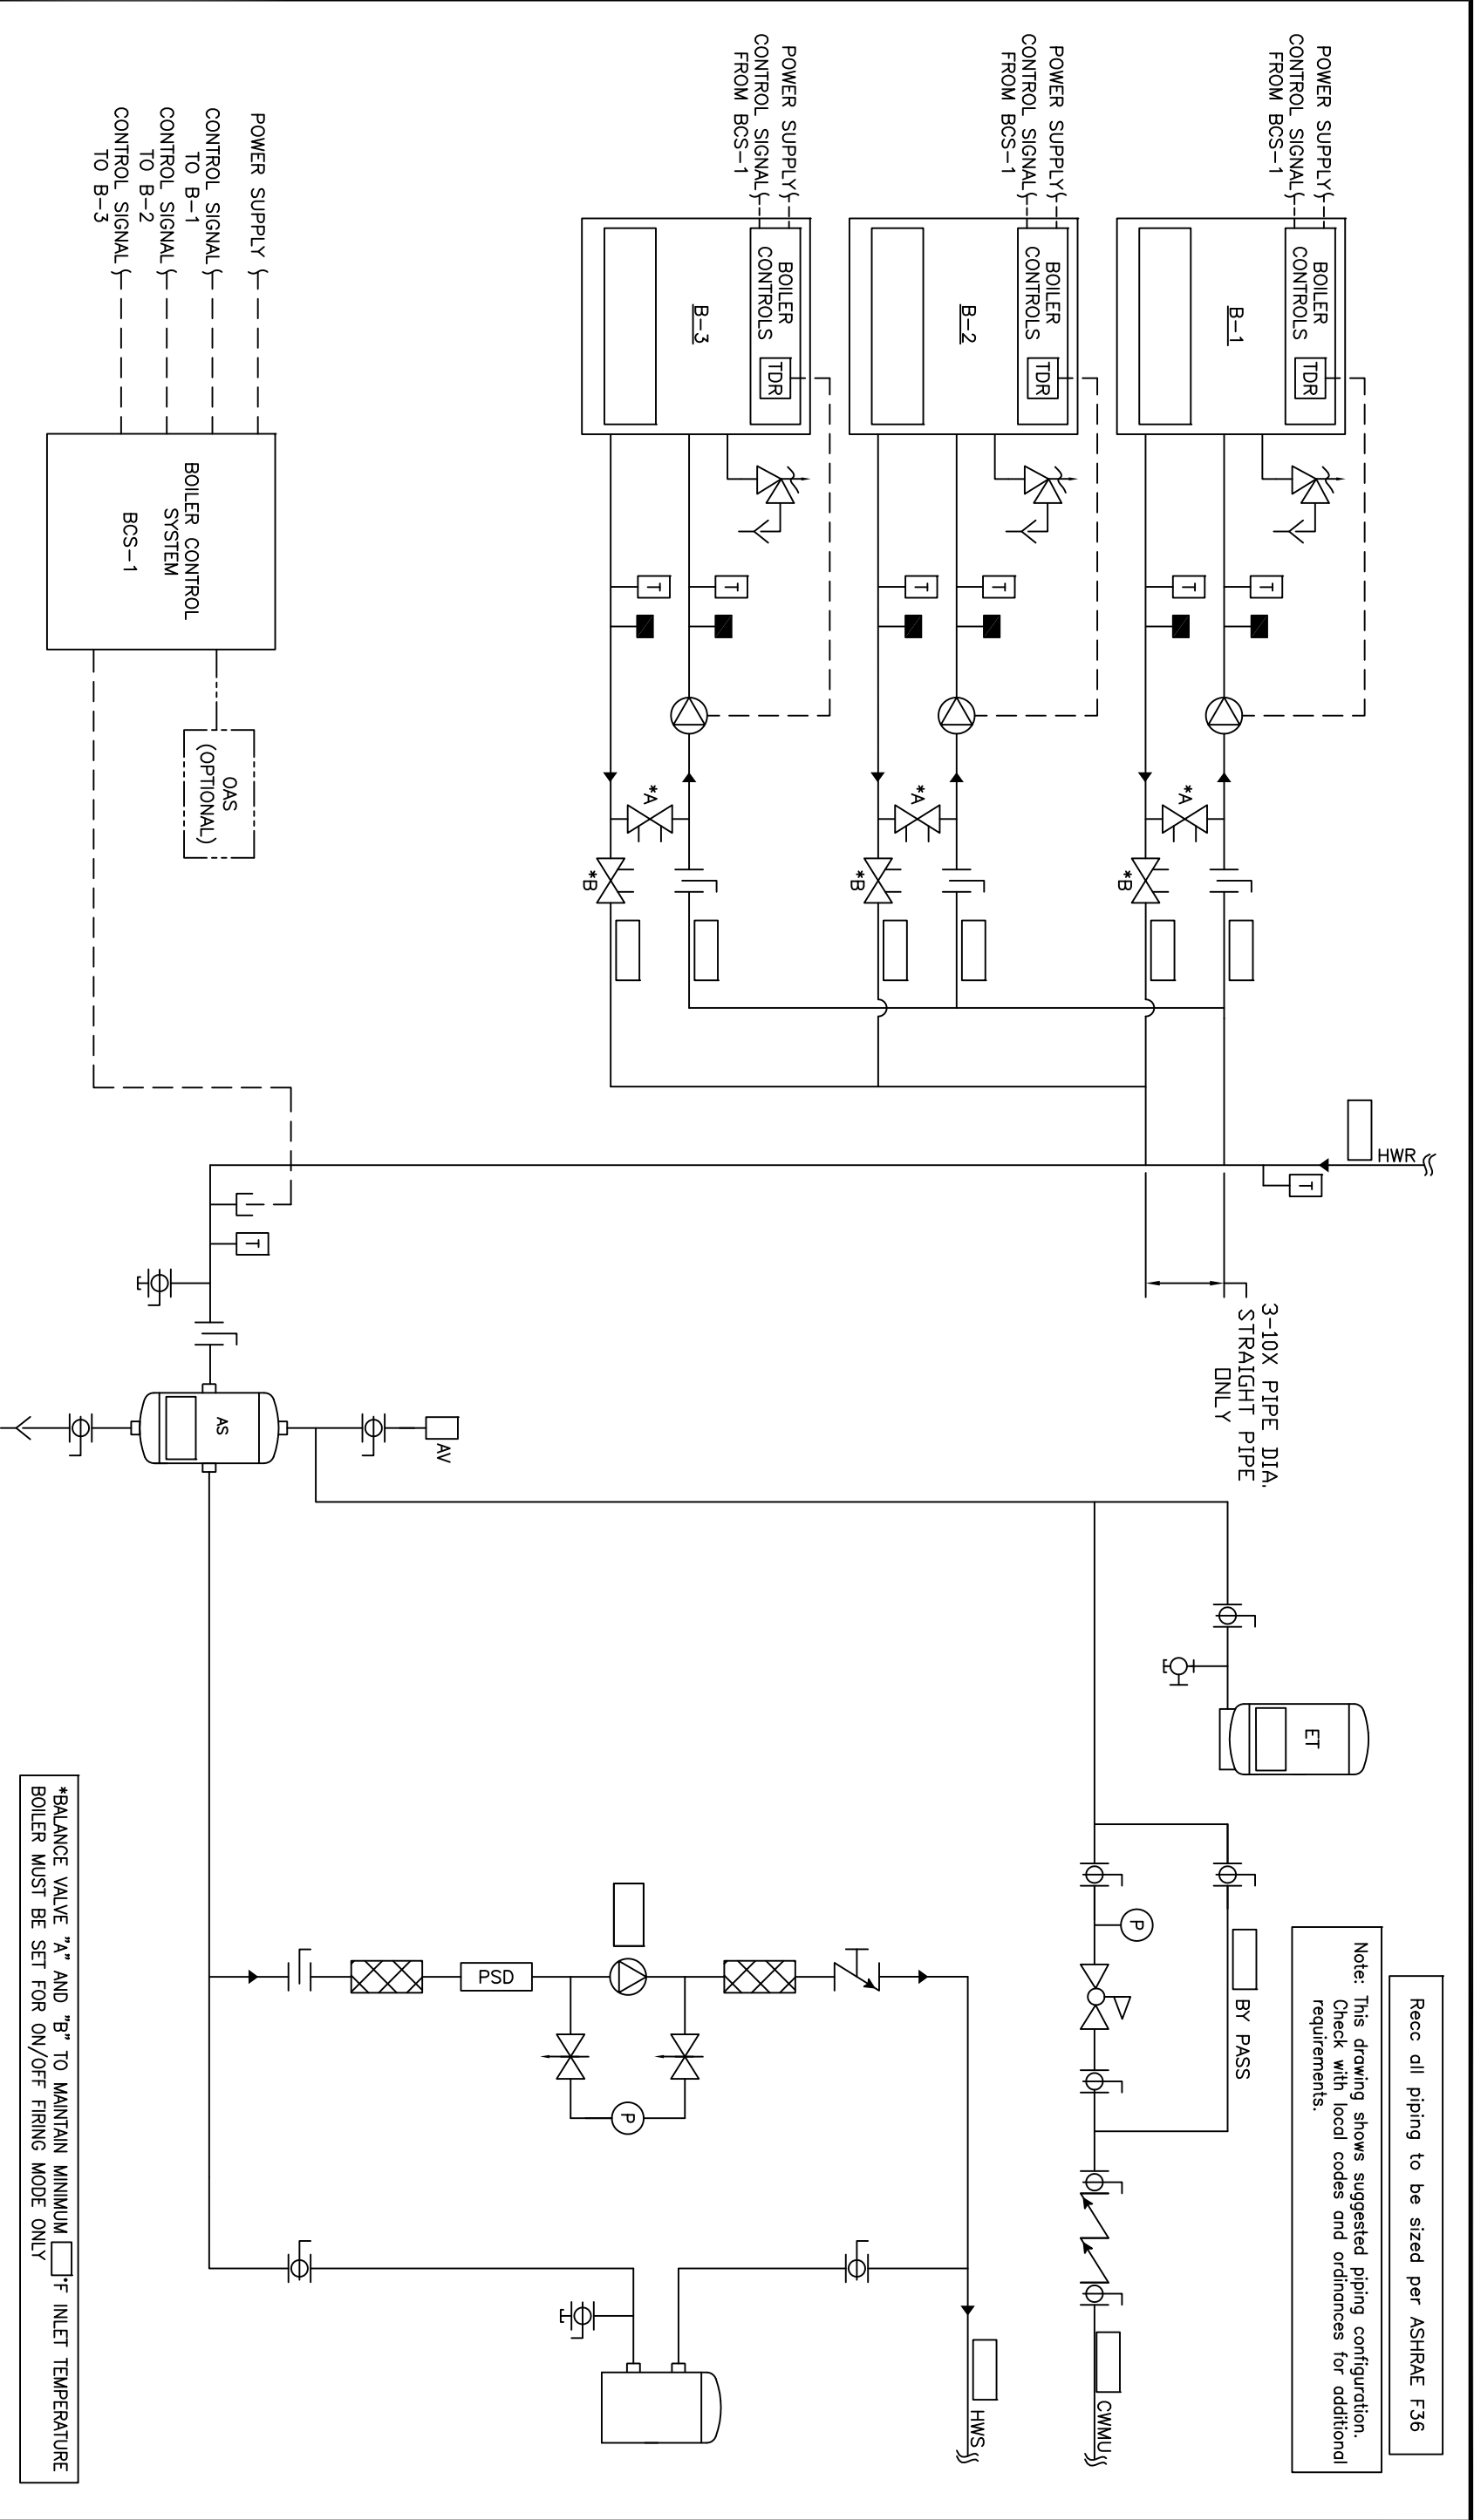 Recc all piping to be sized per ASHRAE F36
Note: This drawing shows suggested piping configuration.
Check with local codes and ordinances for additional
requirements.
POWER SUPPLY
CONTROL SIGNAL
FROM BCS-1
BOILER
CONTROLS
TDR
B-1
T
T
*A
*B
POWER SUPPLY
CONTROL SIGNAL
FROM BCS-1
BOILER
CONTROLS
TDR
B-2
T
T
*A
*B
POWER SUPPLY
CONTROL SIGNAL
FROM BCS-1
BOILER
CONTROLS
TDR
B-3
T
T
*A
*B
HWR
T
3-10X PIPE DIA.
STRAIGHT PIPE
ONLY
ET
BY PASS
P
CWMU
HWS
POWER SUPPLY
CONTROL SIGNAL
TO B-1
CONTROL SIGNAL
TO B-2
CONTROL SIGNAL
TO B-3
BOILER CONTROL
SYSTEM
BCS-1
OAS
(OPTIONAL)
T
AV
AS
PSD
P
*BALANCE VALVE "A" AND "B" TO MAINTAIN MINIMUM °F INLET TEMPERATURE
BOILER MUST BE SET FOR ON/OFF FIRING MODE ONLY